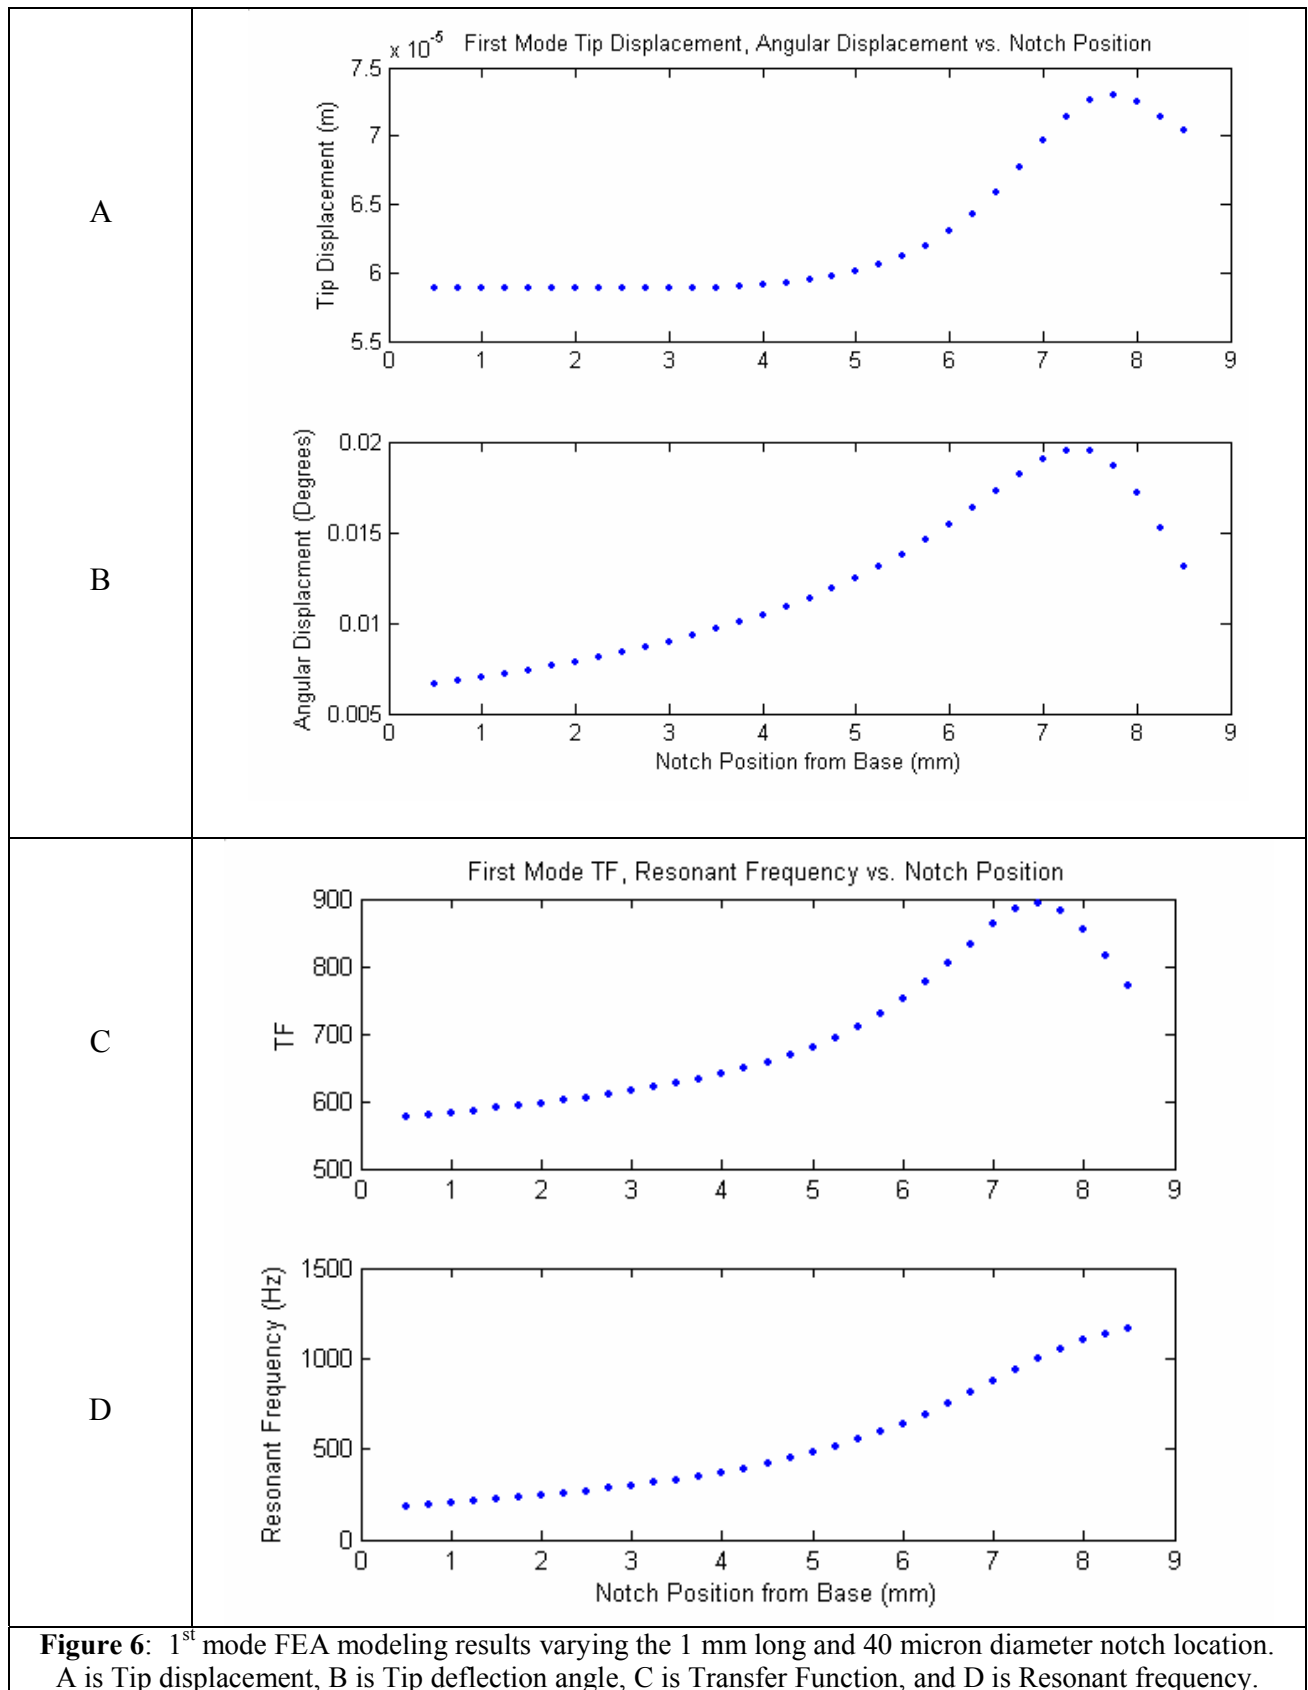 A
x 10-5 First Mode Tip Displacement, Angular Displacement vs. Notch Position
7.5
7
6.5
6
5.5
Tip Displacement (m)
0 1 2 3 4 5 6 7 8 9
B
0.02
0.015
0.01
0.005
Angular Displacment (Degrees)
0 1 2 3 4 5 6 7 8 9
Notch Position from Base (mm)
C
First Mode TF, Resonant Frequency vs. Notch Position
900
800
700
600
500
TF
0 1 2 3 4 5 6 7 8 9
D
1500
1000
500
0
Resonant Frequency (Hz)
0 1 2 3 4 5 6 7 8 9
Notch Position from Base (mm)
Figure 6: 1st mode FEA modeling results varying the 1 mm long and 40 micron diameter notch location.
A is Tip displacement, B is Tip deflection angle, C is Transfer Function, and D is Resonant frequency.